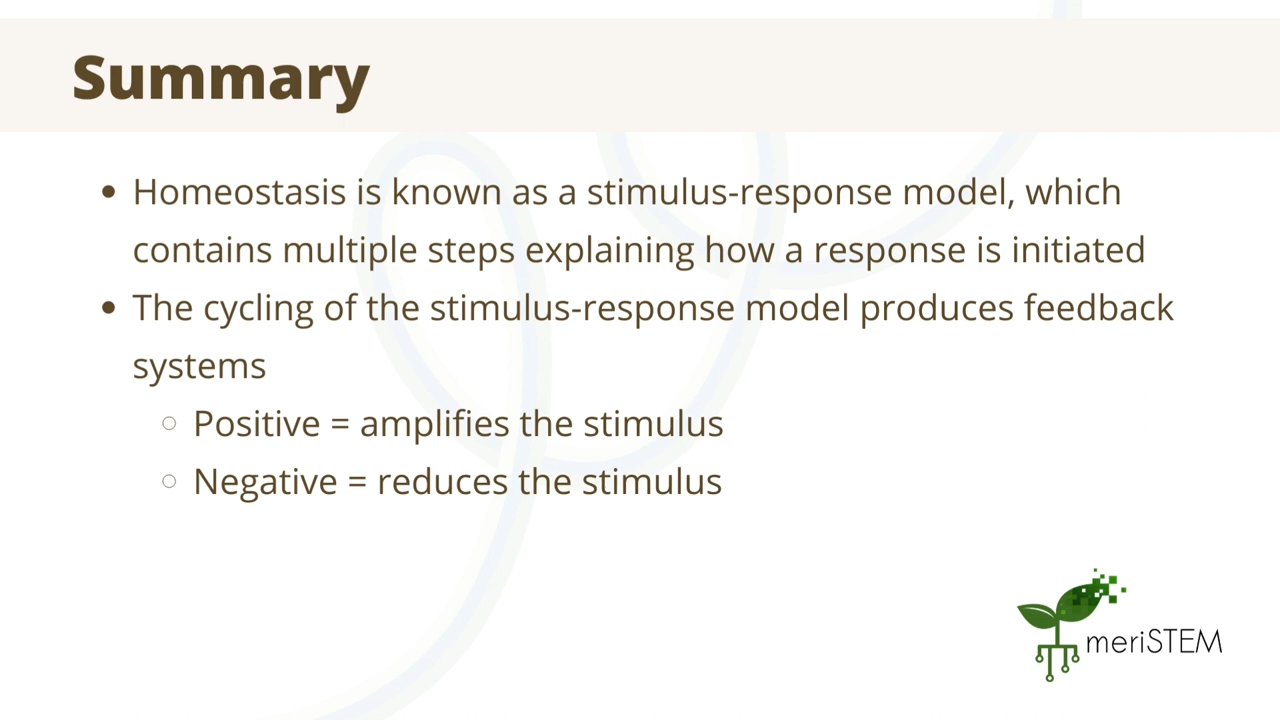 Summary
• Homeostasis is known as a stimulus-response model, which
contains multiple steps explaining how a response is initiated
• The cycling of the stimulus-response model produces feedback
systems
○ Positive = amplifies the stimulus
○ Negative = reduces the stimulus
meriSTEM